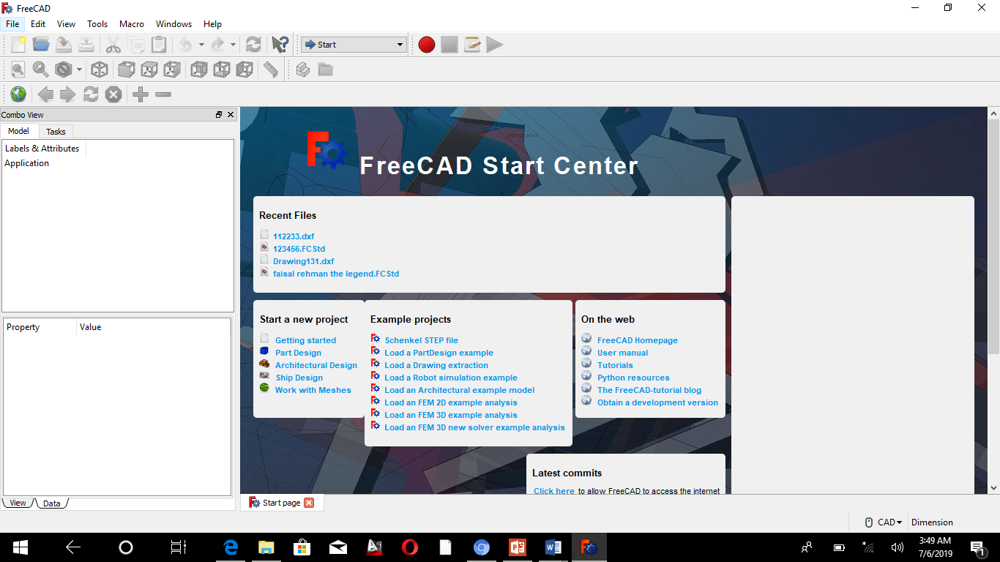 FreeCAD
File Edit View Tools Macro Windows Help
Start
Combo View
Model Tasks
Labels & Attributes
Application
Property Value
View Data
interior shell
FreeCAD Start Center
Recent Files
112233.dxf
123456.FCStd
Drawing131.dxf
faisal rehman the legend.FCStd
Start a new project
Getting started
Part Design
Architectural Design
Ship Design
Work with Meshes
Example projects
Schenkel STEP file
Load a PartDesign example
Load a Drawing extraction
Load a Robot simulation example
Load an Architectural example model
Load an FEM 2D example analysis
Load an FEM 3D example analysis
Load an FEM 3D new solver example analysis
On the web
FreeCAD Homepage
User manual
Tutorials
Python resources
The FreeCAD-tutorial blog
Obtain a development version
Latest commits
Click here to allow FreeCAD to access the internet
Start page
CAD Dimension
3:49 AM
7/6/2019
1